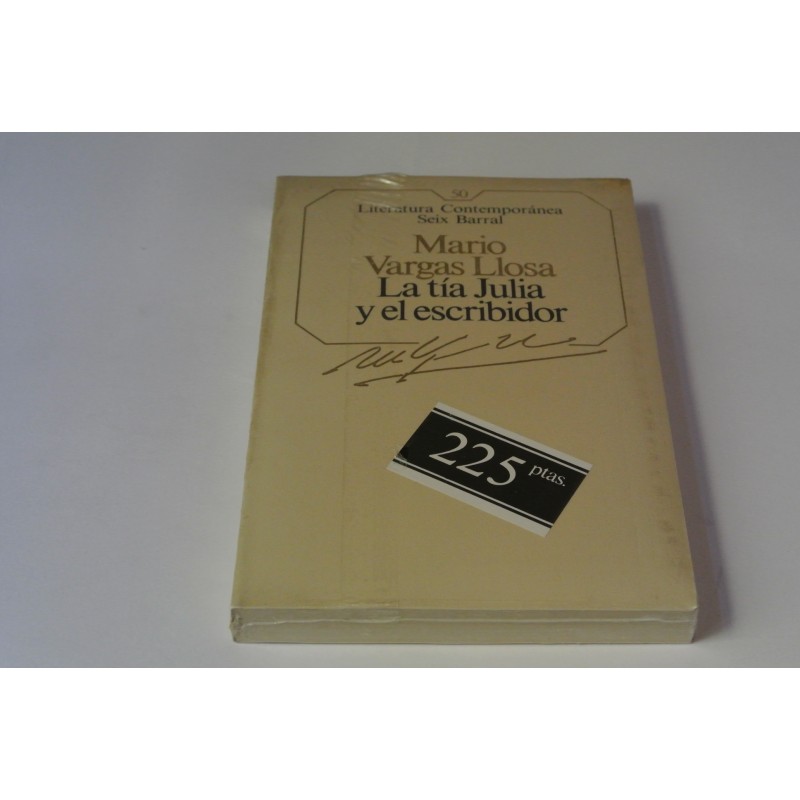 50
Literatura Contemporánea
Seix Barral
Mario
Vargas Llosa
La tía Julia
y el escribidor
225 ptas.